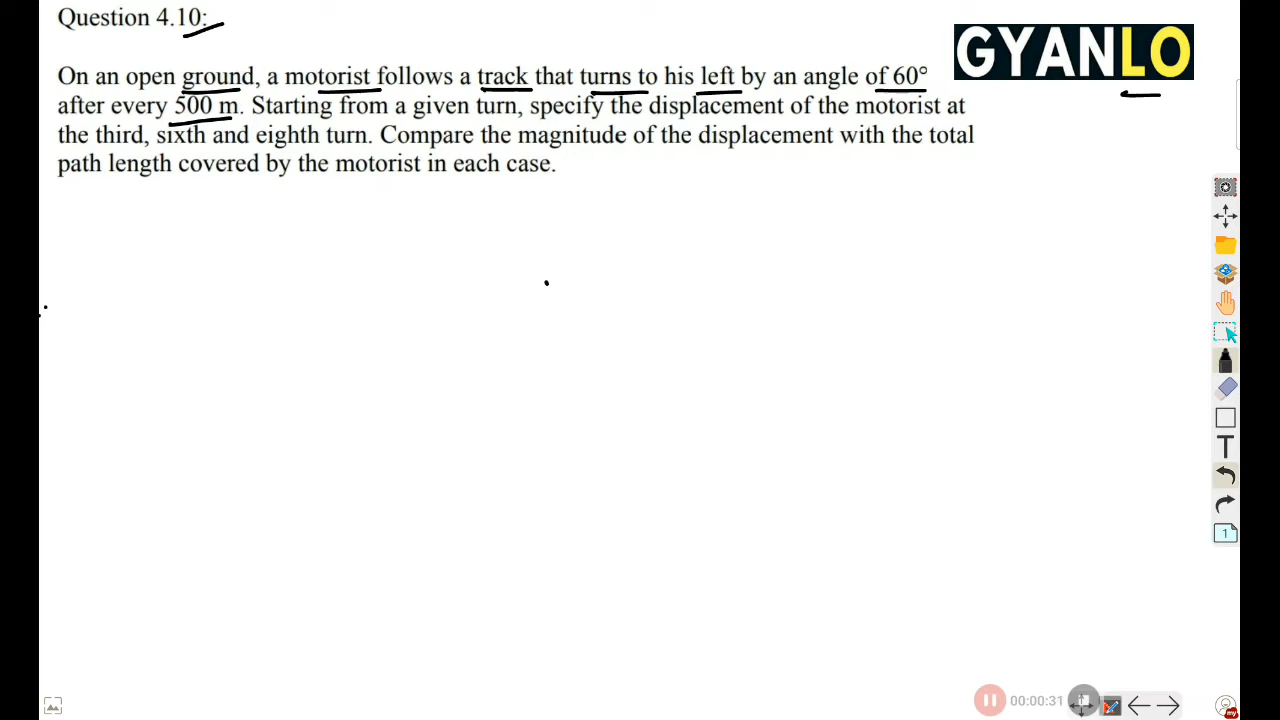 Question 4.10:
GYANLO
On an open ground, a motorist follows a track that turns to his left by an angle of 60°
after every 500 m. Starting from a given turn, specify the displacement of the motorist at
the third, sixth and eighth turn. Compare the magnitude of the displacement with the total
path length covered by the motorist in each case.
T
1
00:00:31